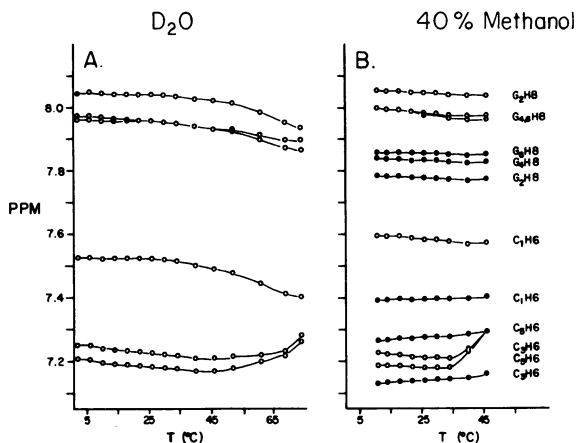 D₂O 40% Methanol
A. B.
8.0
7.8
PPM
7.6
7.4
7.2
5 25 45 65
T (°C)
5 25 45
T (°C)
G₂H8
G₄,₆H8
G₆H8
G₄H8
G₂H8
C₁H6
C₁H6
C₅H6
C₃H6
C₅H6
C₃H6